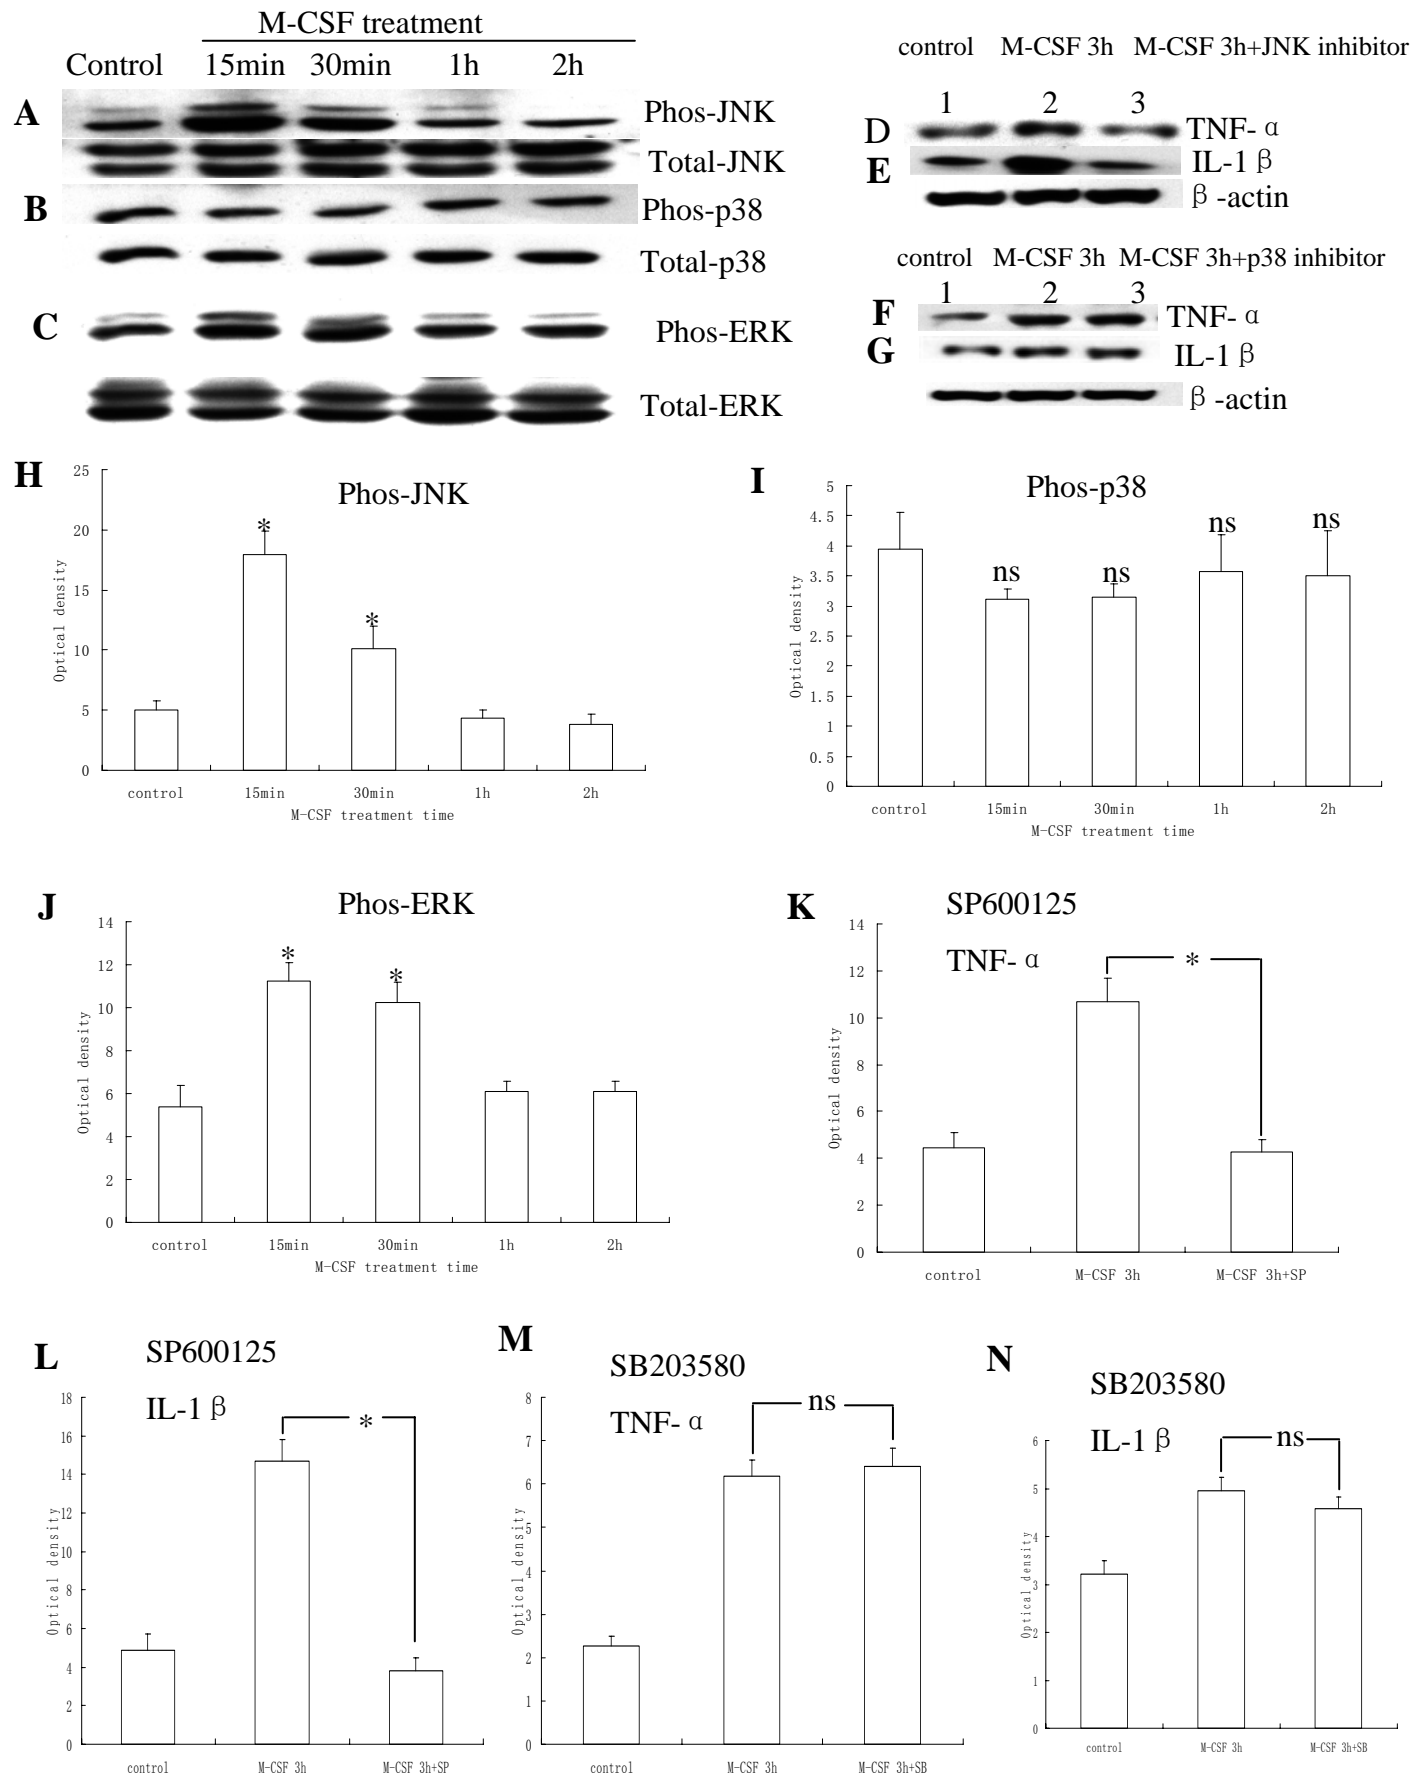 M-CSF treatment
Control 15min 30min 1h 2h
A Phos-JNK
Total-JNK
B Phos-p38
Total-p38
C Phos-ERK
Total-ERK
control M-CSF 3h M-CSF 3h+JNK inhibitor
1 2 3
D TNF-α
E IL-1β
β-actin
control M-CSF 3h M-CSF 3h+p38 inhibitor
1 2 3
F TNF-α
G IL-1β
β-actin
H
Phos-JNK
Optical density
25
20
15
10
5
0
*
*
control 15min 30min 1h 2h
M-CSF treatment time
I
Phos-p38
Optical density
5
4.5
4
3.5
3
2.5
2
1.5
1
0.5
0
ns ns ns ns
control 15min 30min 1h 2h
M-CSF treatment time
J
Phos-ERK
Optical density
14
12
10
8
6
4
2
0
*
*
control 15min 30min 1h 2h
M-CSF treatment time
K
SP600125
TNF-α
Optical density
14
12
10
8
6
4
2
0
*
control M-CSF 3h M-CSF 3h+SP
L
SP600125
IL-1β
Optical density
18
16
14
12
10
8
6
4
2
0
*
control M-CSF 3h M-CSF 3h+SP
M
SB203580
TNF-α
Optical density
8
7
6
5
4
3
2
1
0
ns
control M-CSF 3h M-CSF 3h+SB
N
SB203580
IL-1β
Optical density
6
5
4
3
2
1
0
ns
control M-CSF 3h M-CSF 3h+SB